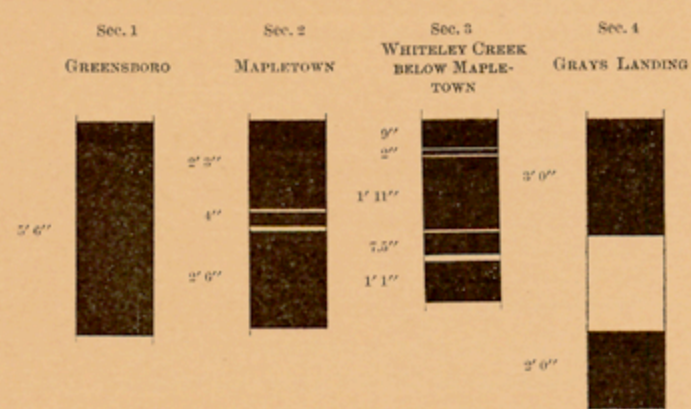 Sec. 1
GREENSBORO
5' 6"
Sec. 2
MAPLETOWN
2' 3"
4"
2' 6"
Sec. 3
WHITELEY CREEK
BELOW MAPLE-
TOWN
9"
2"
1' 11"
7.5"
1' 1"
Sec. 4
GRAYS LANDING
3' 0"
2' 0"